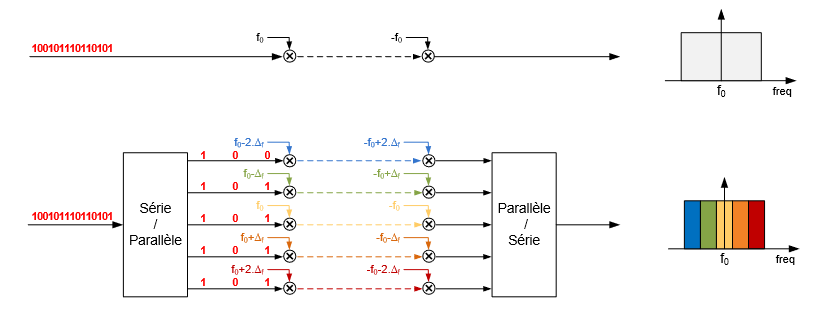 f₀ -f₀
100101110110101
f₀ freq
f₀-2.Δf -f₀+2.Δf
1 0 0
f₀-Δf -f₀+Δf
1 0 1
f₀ -f₀
100101110110101
Série / Parallèle
1 0 1
Parallèle / Série
f₀+Δf -f₀-Δf
1 0 1
f₀+2.Δf -f₀-2.Δf
1 0 1
f₀ freq